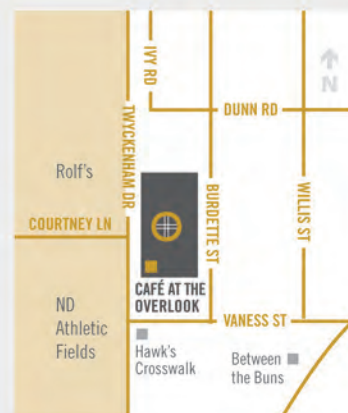 IVY RD
N
DUNN RD
TWYCKENHAM DR
Rolf's
BURDETTE ST
WILLIS ST
COURTNEY LN
CAFÉ AT THE
OVERLOOK
VANESS ST
ND
Athletic
Fields
Hawk's
Crosswalk
Between
the Buns